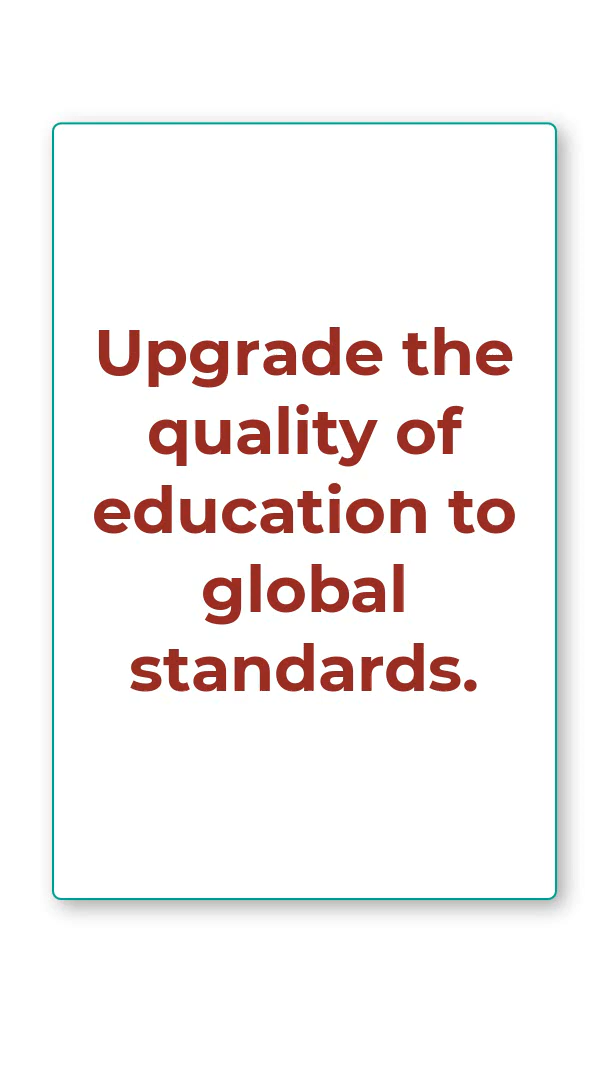 Upgrade the
quality of
education to
global
standards.